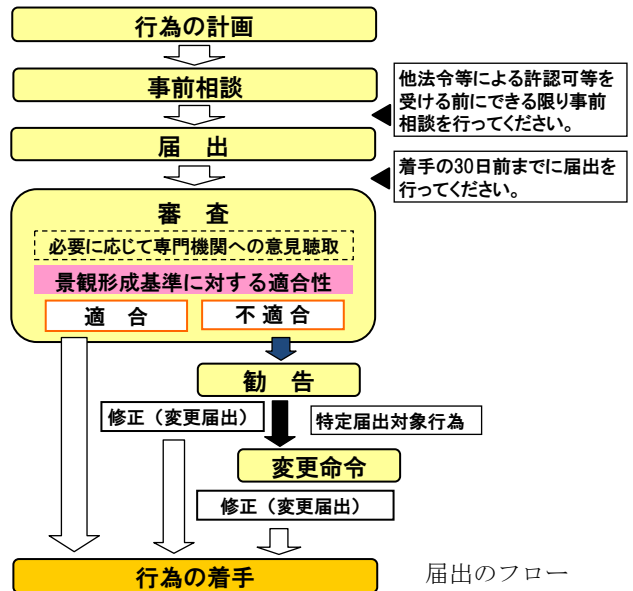 行為の計画
事前相談
他法令等による許認可等を
受ける前にできる限り事前
相談を行ってください。
届 出
着手の30日前までに届出を
行ってください。
審 査
必要に応じて専門機関への意見聴取
景観形成基準に対する適合性
適 合
不 適 合
勧 告
修正（変更届出）
特定届出対象行為
変更命令
修正（変更届出）
行為の着手
届出のフロー